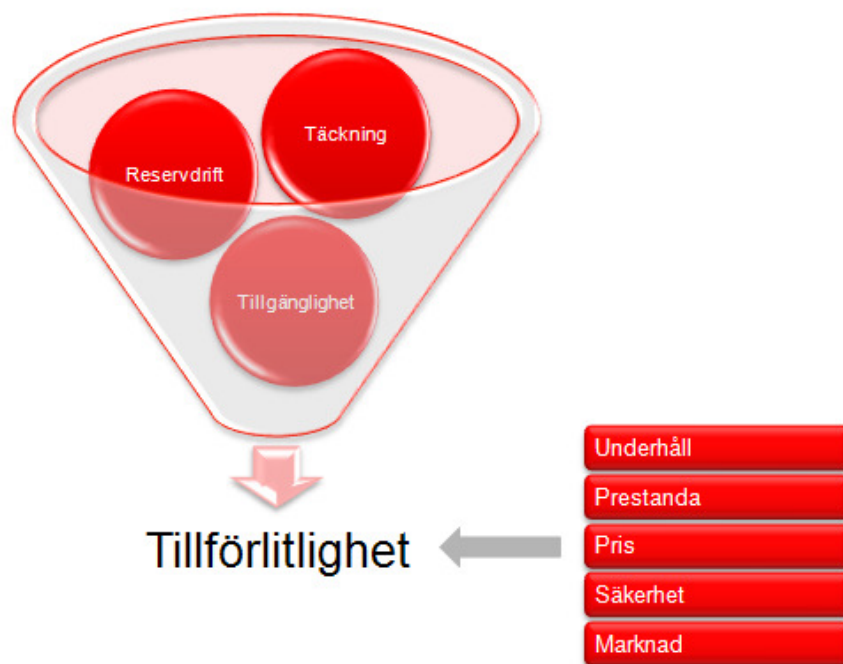 Täckning
Reservdrift
Tillgänglighet
Tillförlitlighet
Underhåll
Prestanda
Pris
Säkerhet
Marknad